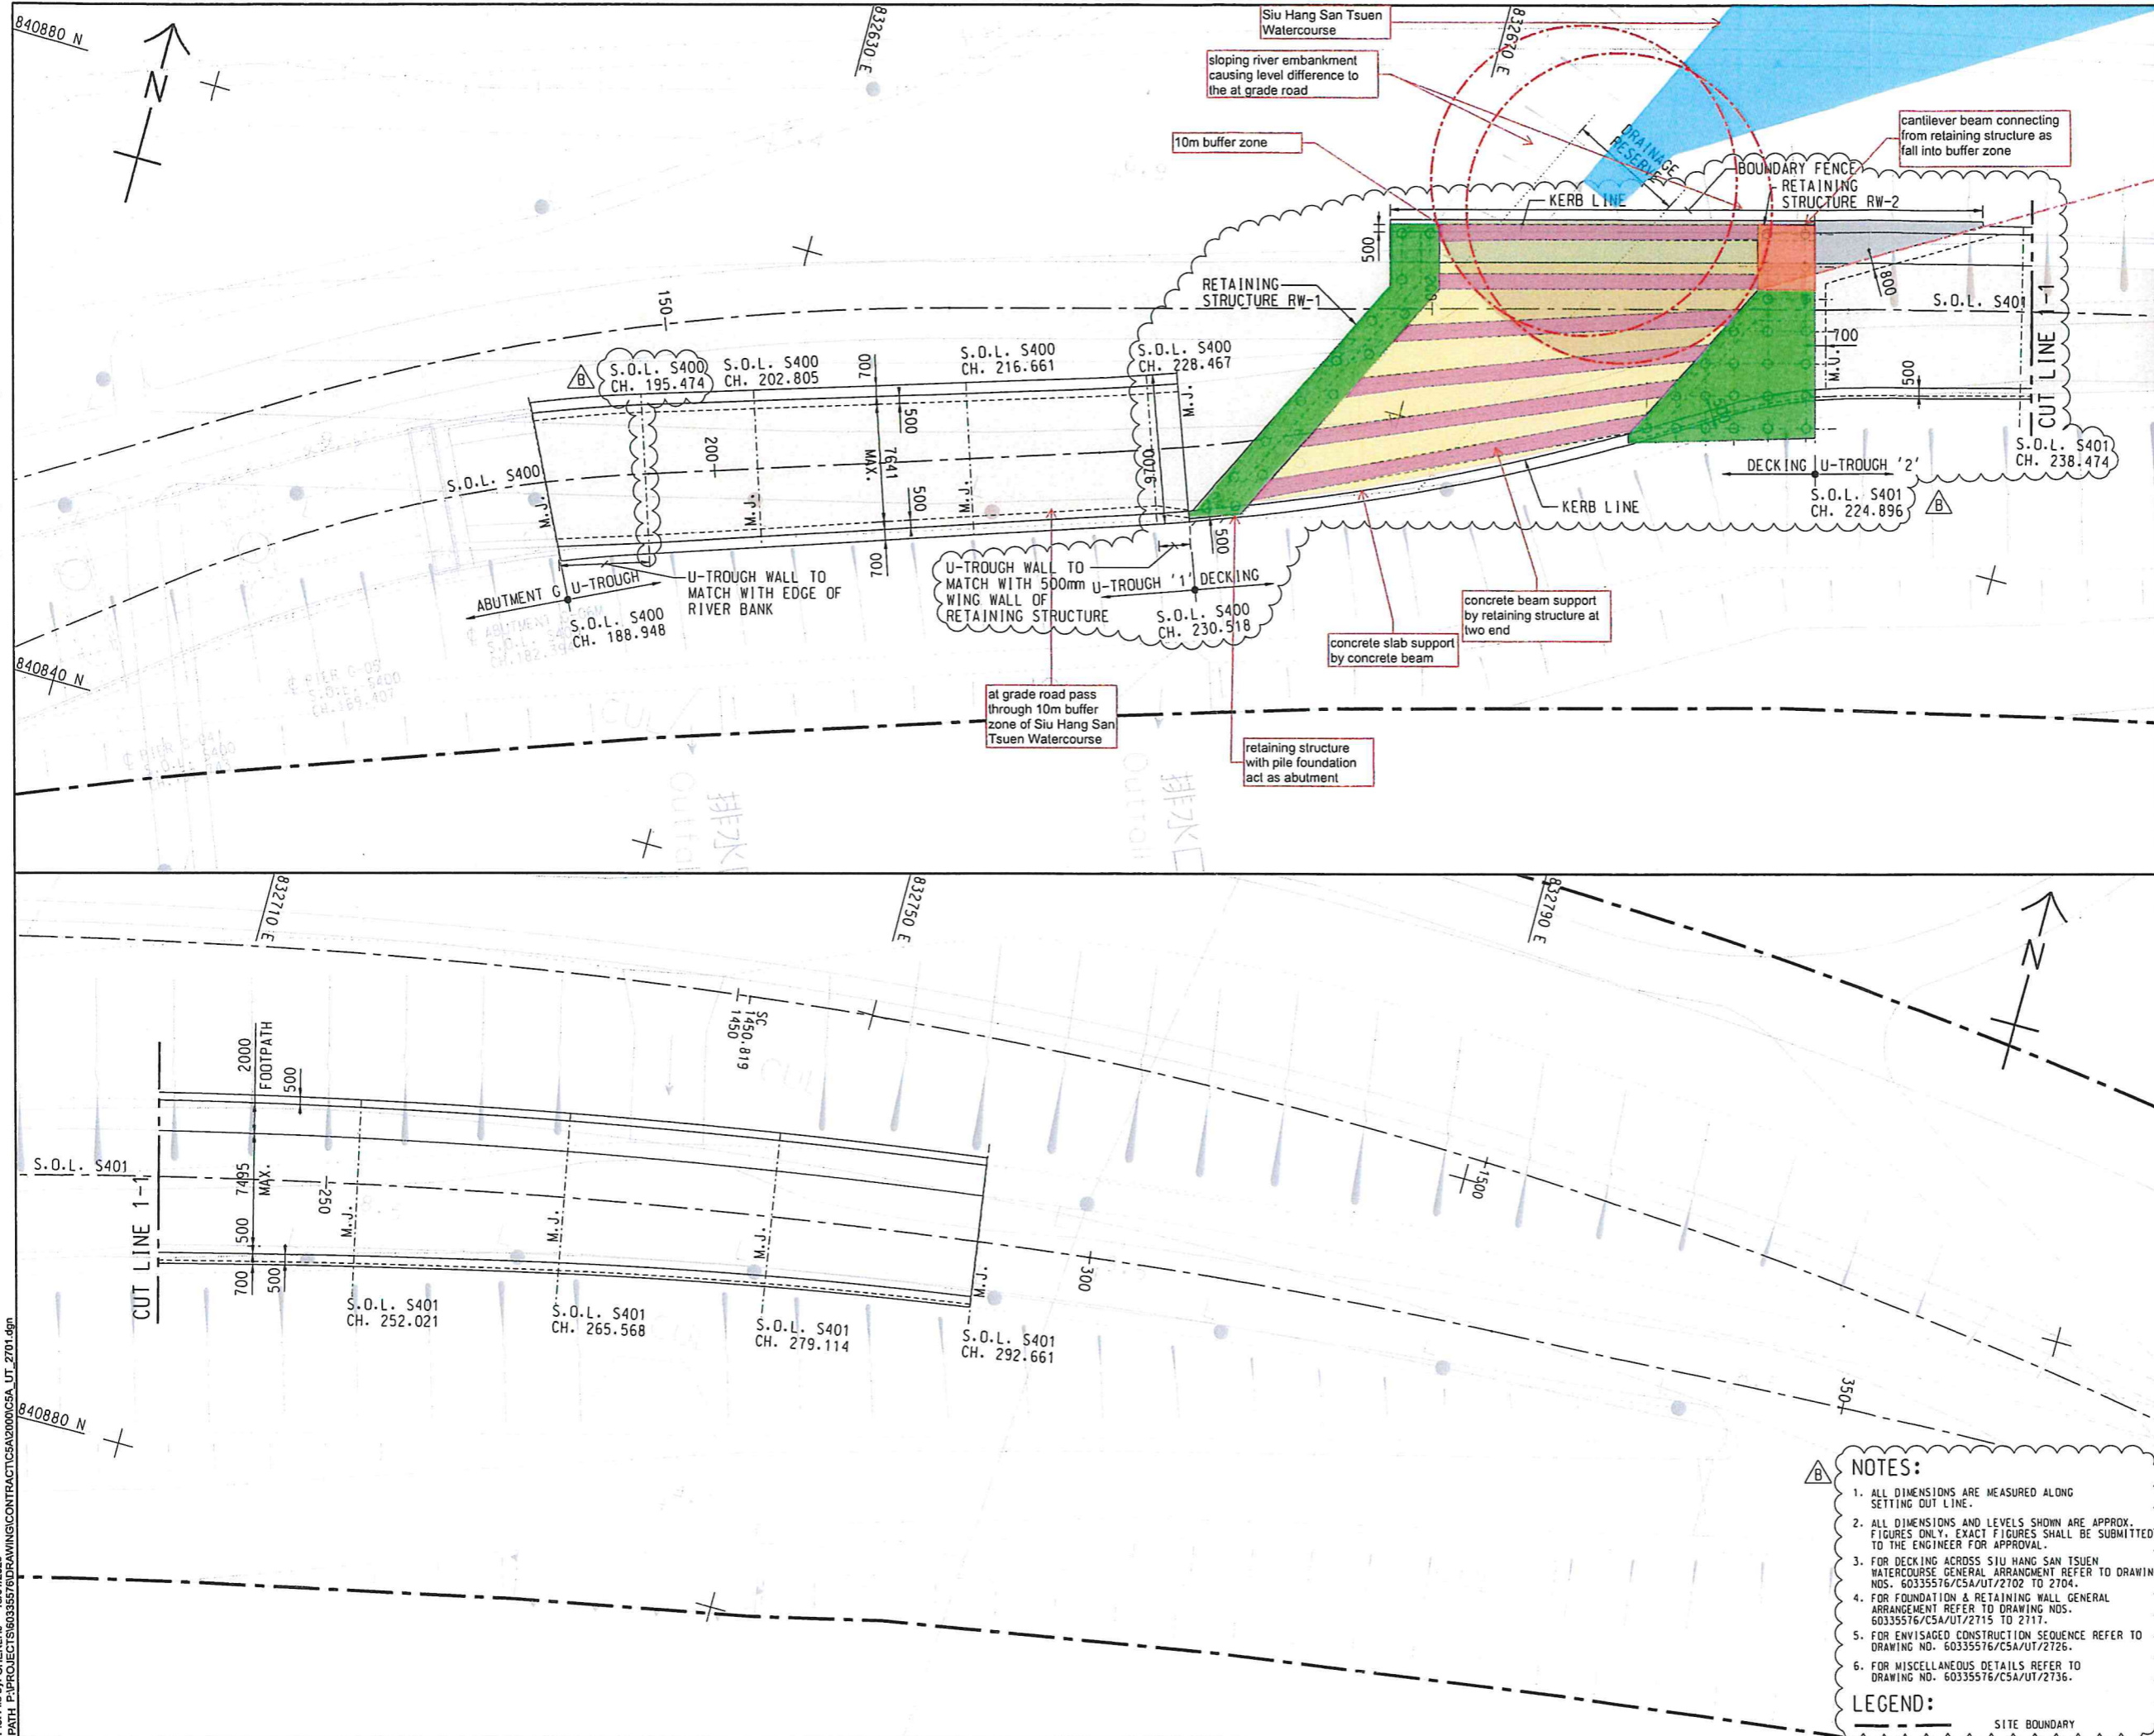 840880 N
N
832630 E
832670 E
Siu Hang San Tsuen
Watercourse
sloping river embankment
causing level difference to
the at grade road
10m buffer zone
cantilever beam connecting
from retaining structure as
fall into buffer zone
DRAINAGE
RESERVE
BOUNDARY FENCE
KERB LINE
RETAINING
STRUCTURE RW-2
500
RETAINING
STRUCTURE RW-1
800
S.O.L. S401
150
700
M.J.
500
CUT LINE 1-1
B
S.O.L. S400
CH. 195.474
S.O.L. S400
CH. 202.805
700
S.O.L. S400
CH. 216.661
S.O.L. S400
CH. 228.467
M.J.
500
200
7641
MAX.
9700
S.O.L. S400
M.J.
M.J.
M.J.
500
700
500
DECKING
U-TROUGH '2'
S.O.L. S401
CH. 238.474
S.O.L. S401
CH. 224.896
B
KERB LINE
ABUTMENT G
U-TROUGH
U-TROUGH WALL TO
MATCH WITH EDGE OF
RIVER BANK
S.O.L. S400
CH. 188.948
U-TROUGH WALL TO
MATCH WITH 500mm
WING WALL OF
RETAINING STRUCTURE
U-TROUGH '1'
DECKING
S.O.L. S400
CH. 230.518
concrete beam support
by retaining structure at
two end
concrete slab support
by concrete beam
840840 N
at grade road pass
through 10m buffer
zone of Siu Hang San
Tsuen Watercourse
retaining structure
with pile foundation
act as abutment
排水口
832710 E
832750 E
832790 E
N
SC
1450.819
1450
2000
FOOTPATH
500
S.O.L. S401
CUT LINE 1-1
7495
MAX.
250
500
700
500
M.J.
M.J.
M.J.
M.J.
1500
300
350
S.O.L. S401
CH. 252.021
S.O.L. S401
CH. 265.568
S.O.L. S401
CH. 279.114
S.O.L. S401
CH. 292.661
840880 N
B
NOTES:
1. ALL DIMENSIONS ARE MEASURED ALONG
SETTING OUT LINE.
2. ALL DIMENSIONS AND LEVELS SHOWN ARE APPROX.
FIGURES ONLY. EXACT FIGURES SHALL BE SUBMITTED
TO THE ENGINEER FOR APPROVAL.
3. FOR DECKING ACROSS SIU HANG SAN TSUEN
WATERCOURSE GENERAL ARRANGMENT REFER TO DRAWIN
NOS. 60335576/C5A/UT/2702 TO 2704.
4. FOR FOUNDATION & RETAINING WALL GENERAL
ARRANGEMENT REFER TO DRAWING NOS.
60335576/C5A/UT/2715 TO 2717.
5. FOR ENVISAGED CONSTRUCTION SEQUENCE REFER TO
DRAWING NO. 60335576/C5A/UT/2726.
6. FOR MISCELLANEOUS DETAILS REFER TO
DRAWING NO. 60335576/C5A/UT/2736.
LEGEND:
SITE BOUNDARY
PATH P:\PROJECTS\60335576\DRAWING\CONTRACT\C5A\2000\C5A_UT_2701.dgn